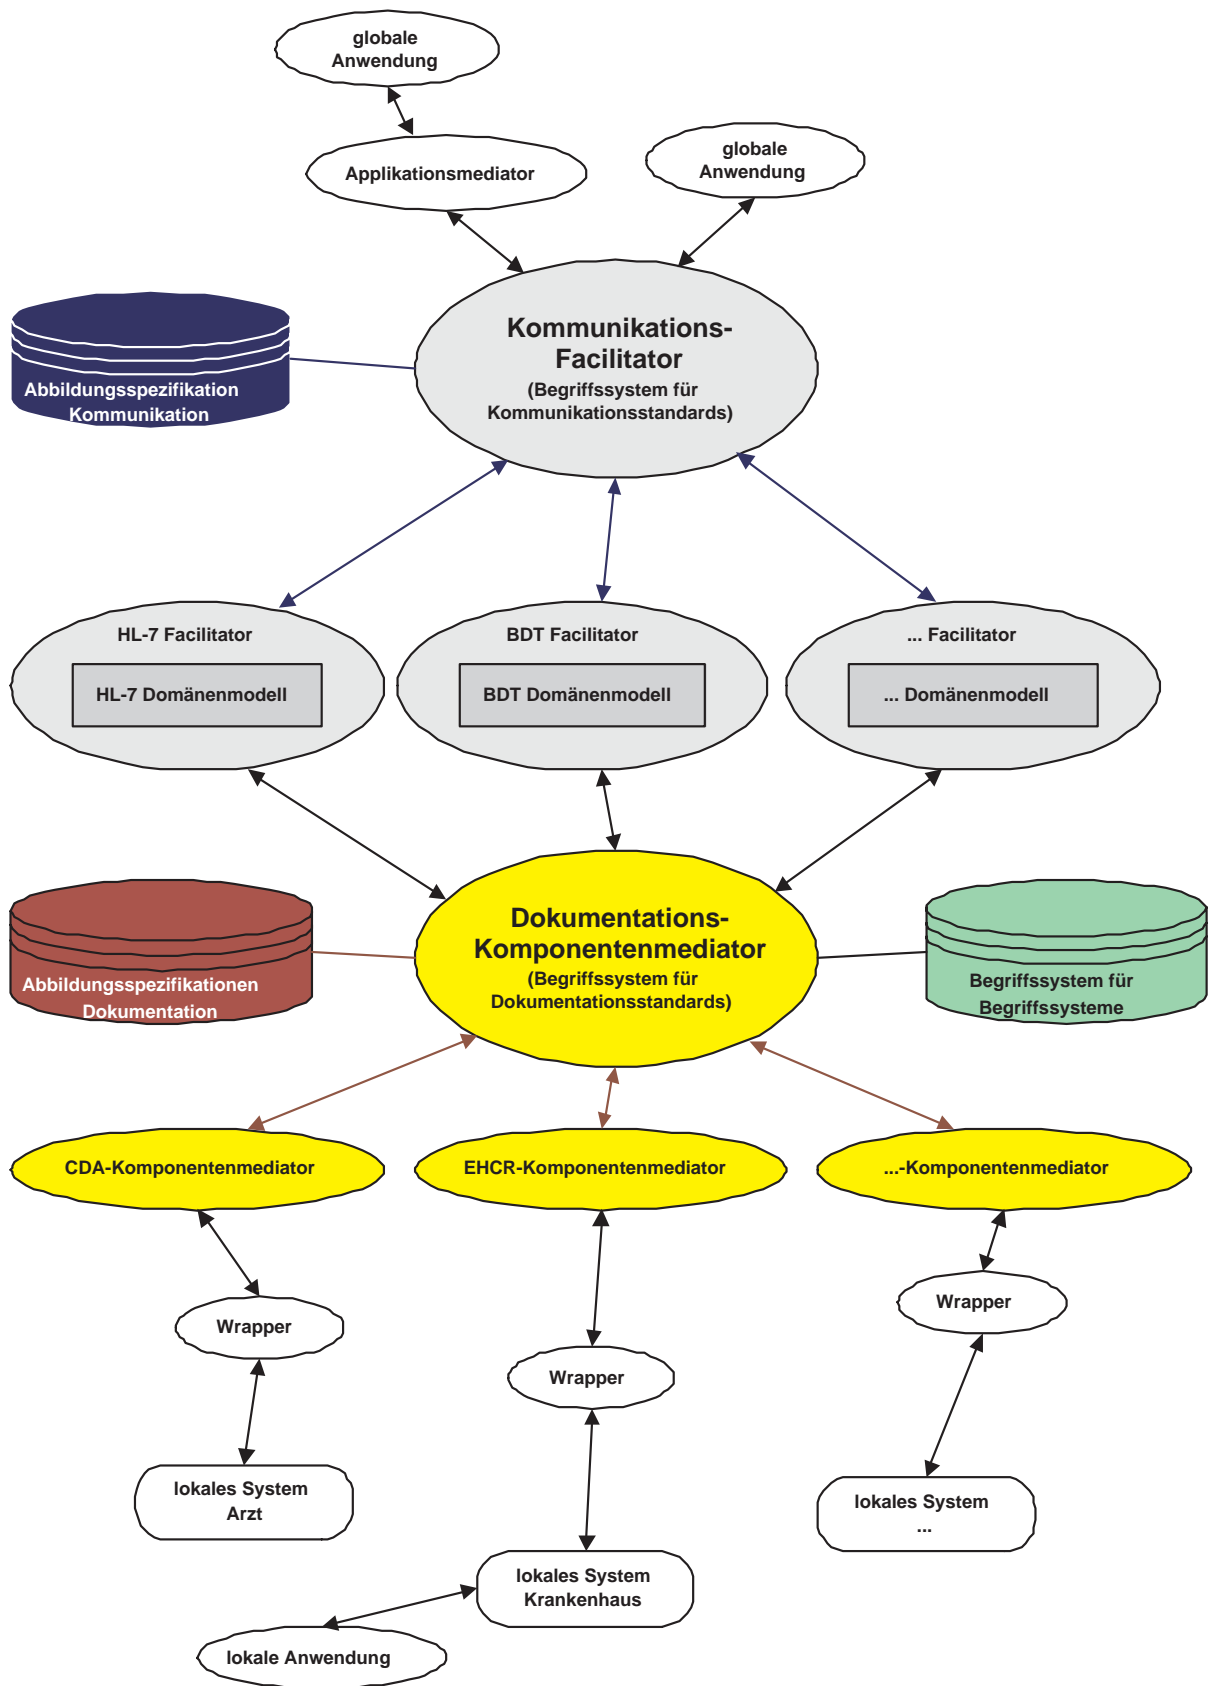 globale
Anwendung
Applikationsmediator
globale
Anwendung
Kommunikations-
Facilitator
(Begriffssystem für
Kommunikationsstandards)
Abbildungsspezifikation
Kommunikation
HL-7 Facilitator
HL-7 Domänenmodell
BDT Facilitator
BDT Domänenmodell
... Facilitator
... Domänenmodell
Dokumentations-
Komponentenmediator
(Begriffssystem für
Dokumentationsstandards)
Abbildungsspezifikationen
Dokumentation
Begriffssystem für
Begriffssysteme
CDA-Komponentenmediator
EHCR-Komponentenmediator
...-Komponentenmediator
Wrapper
Wrapper
Wrapper
lokales System
Arzt
lokales System
...
lokales System
Krankenhaus
lokale Anwendung